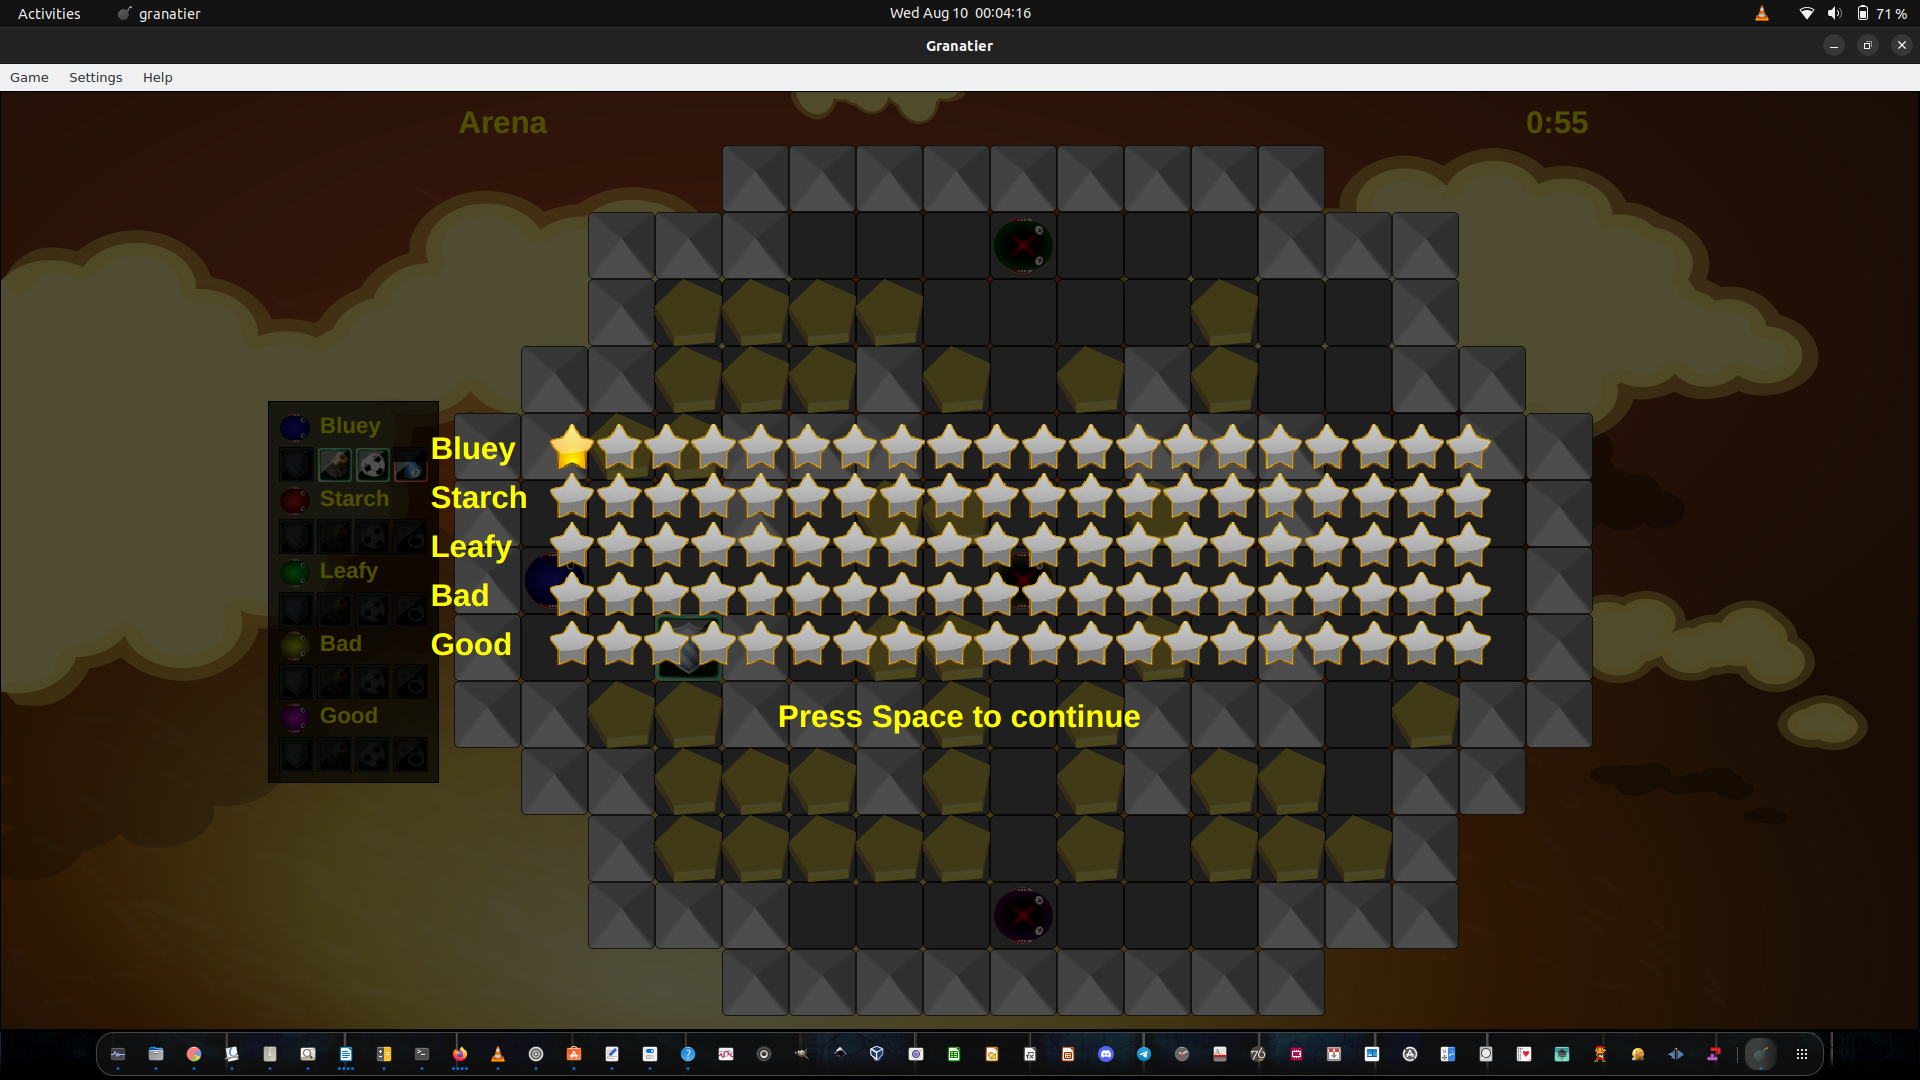 Activities
granatier
Wed Aug 10 00:04:16
71 %
Granatier
Game
Settings
Help
Arena
0:55
Bluey
Starch
Leafy
Bad
Good
Bluey
Starch
Leafy
Bad
Good
Press Space to continue
76